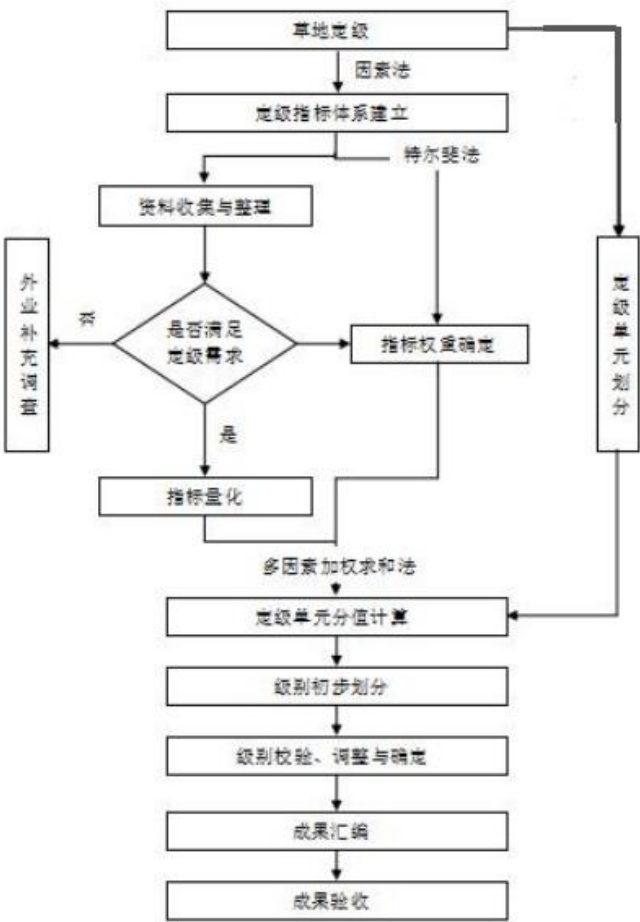 草地定级
因素法
定级指标体系建立
特尔斐法
资料收集与整理
外业补充调查
是否满足
定级需求
指标权重确定
定级单元划分
是
指标量化
多因素加权求和法
定级单元分值计算
级别初步划分
级别校验、调整与确定
成果汇编
成果验收